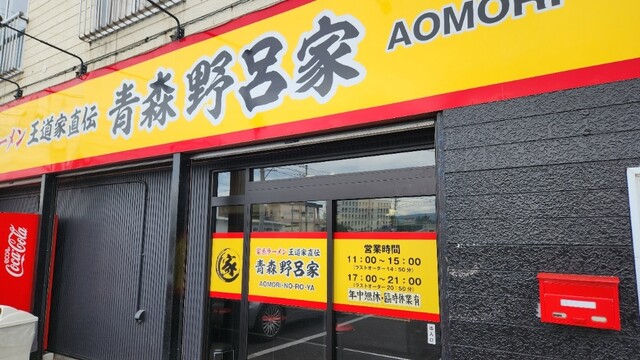 ーメン 王道家直伝 青森 野呂家 AOMORI
Coca-Cola
家
家系ラーメン 王道家直伝
青森 野呂家
AOMORI NO-RO-YA
営業時間
11:00〜15:00
(ラストオーダー14:50分)
17:00〜21:00
(ラストオーダー20:50分)
年中無休・臨時休業有